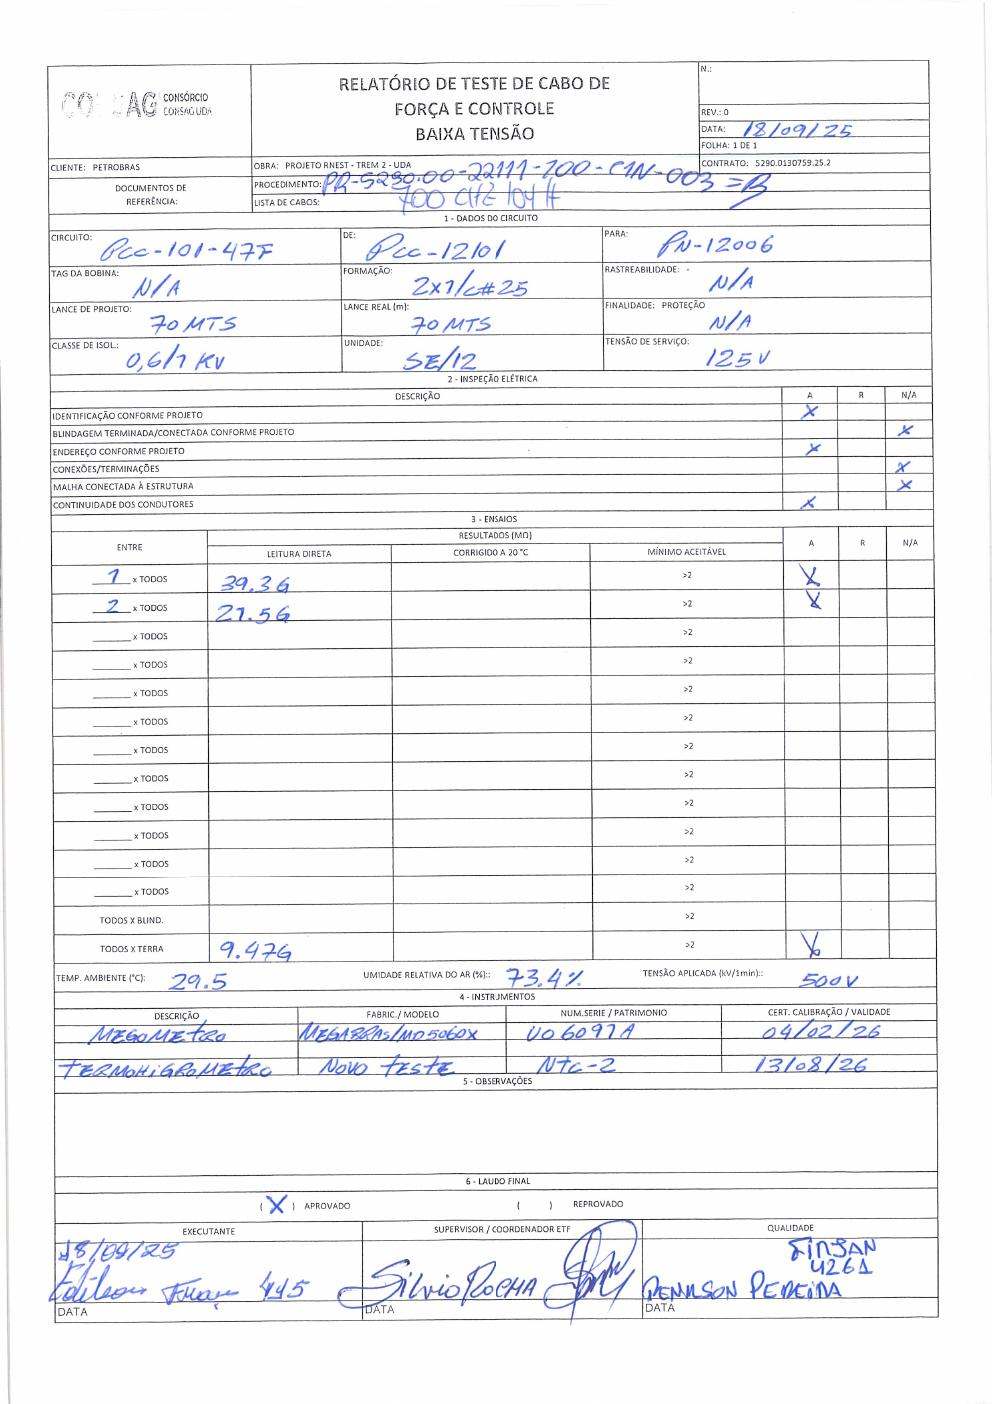 CONSÓRCIO
CONSAG UDA
RELATÓRIO DE TESTE DE CABO DE
FORÇA E CONTROLE
BAIXA TENSÃO
N.:
REV.: 0
DATA: 18/09/25
FOLHA: 1 DE 1
CLIENTE: PETROBRAS
OBRA: PROJETO RNEST - TREM 2 - UDA
CONTRATO: 5290.0130759.25.2
DOCUMENTOS DE
REFERÊNCIA:
PROCEDIMENTO: PR-5290.00-22111-700-C1N-003 =B
LISTA DE CABOS:
1 - DADOS DO CIRCUITO
CIRCUITO: PCC-101-47F
DE: PCC-12101
PARA: PN-12006
TAG DA BOBINA: N/A
FORMAÇÃO: 2x1/c#25
RASTREABILIDADE: - N/A
LANCE DE PROJETO: 70 MTS
LANCE REAL (m): 70 MTS
FINALIDADE: PROTEÇÃO N/A
CLASSE DE ISOL.: 0,6/1 KV
UNIDADE: SE/12
TENSÃO DE SERVIÇO: 125V
2 - INSPEÇÃO ELÉTRICA
DESCRIÇÃO A R N/A
IDENTIFICAÇÃO CONFORME PROJETO X
BLINDAGEM TERMINADA/CONECTADA CONFORME PROJETO X
ENDEREÇO CONFORME PROJETO X
CONEXÕES/TERMINAÇÕES X
MALHA CONECTADA À ESTRUTURA X
CONTINUIDADE DOS CONDUTORES X
3 - ENSAIOS
ENTRE
RESULTADOS (MΩ)
LEITURA DIRETA CORRIGIDO A 20 °C MÍNIMO ACEITÁVEL A R N/A
1 x TODOS 39.3G >2 X
2 x TODOS 21.5G >2 X
x TODOS >2
x TODOS >2
x TODOS >2
x TODOS >2
x TODOS >2
x TODOS >2
x TODOS >2
x TODOS >2
x TODOS >2
x TODOS >2
TODOS X BLIND. >2
TODOS X TERRA 9.47G >2 X
TEMP. AMBIENTE (°C): 29.5
UMIDADE RELATIVA DO AR (%):: 73.4%
TENSÃO APLICADA (kV/1min):: 500V
4 - INSTRUMENTOS
DESCRIÇÃO FABRIC./ MODELO NUM.SERIE / PATRIMONIO CERT. CALIBRAÇÃO / VALIDADE
MEGOMETRO MEGABRAS/MD5060X UO6097A 04/02/26
TERMOHIGROMETRO NOVO TESTE NTC-2 13/08/26
5 - OBSERVAÇÕES
6 - LAUDO FINAL
( X ) APROVADO ( ) REPROVADO
EXECUTANTE SUPERVISOR / COORDENADOR ETF QUALIDADE
18/09/25
445
Silvio ROCHA
4261
DENILSON PEREIRA
DATA DATA DATA